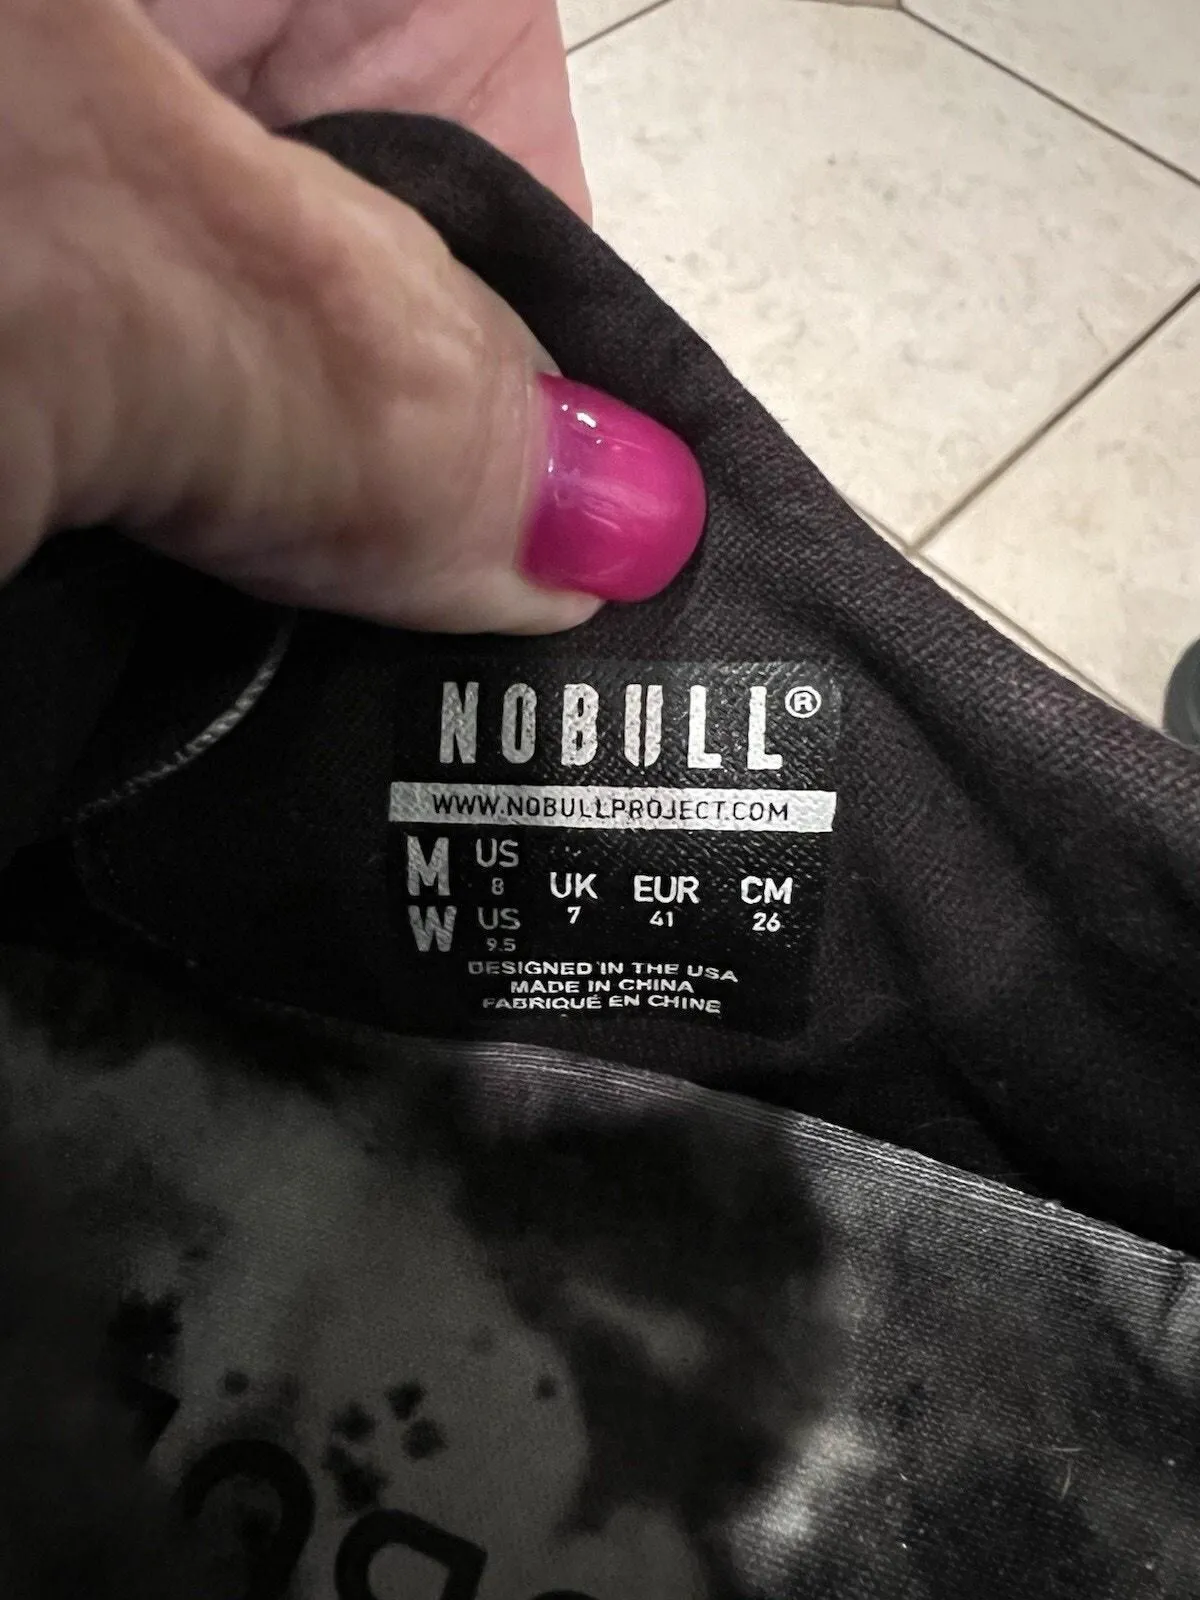 NOBULL®
WWW.NOBULLPROJECT.COM
M US 8
W US 9.5
UK 7
EUR 41
CM 26
DESIGNED IN THE USA
MADE IN CHINA
FABRIQUÉ EN CHINE